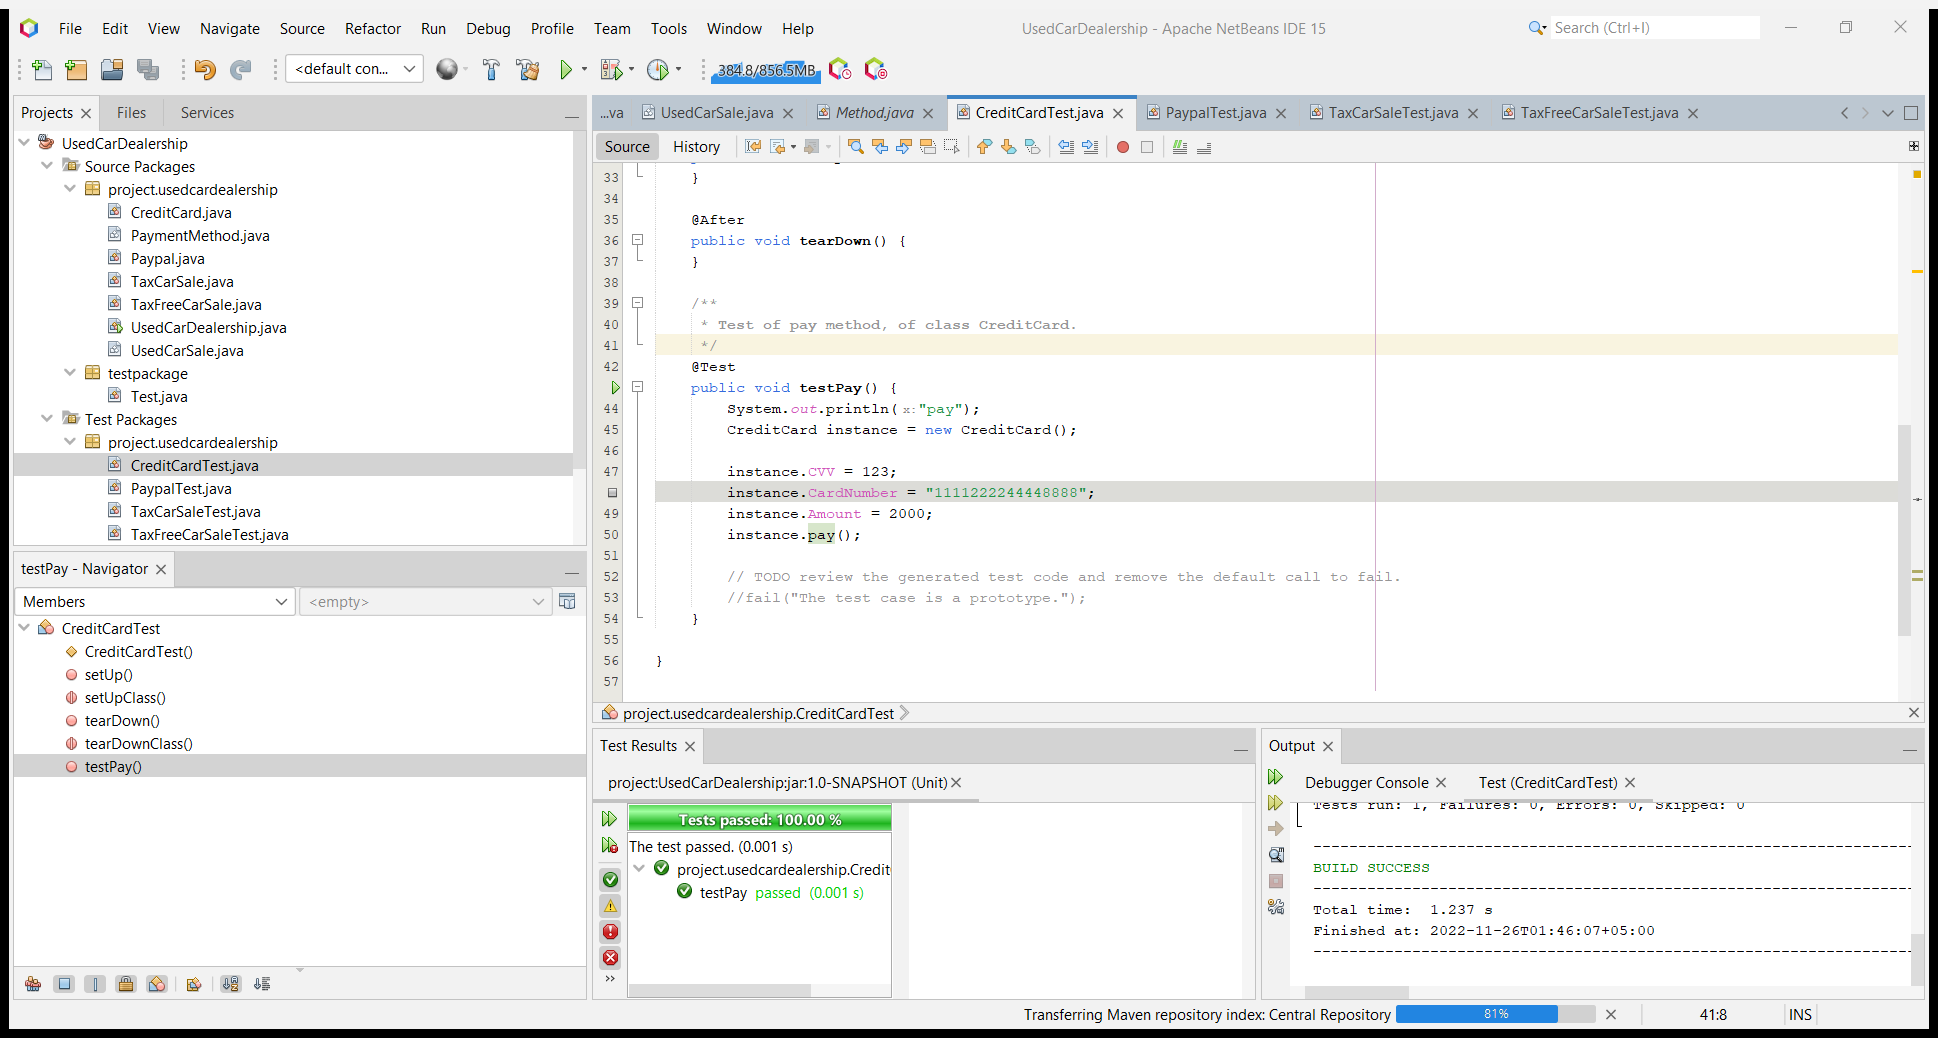 File Edit View Navigate Source Refactor Run Debug Profile Team Tools Window Help
UsedCarDealership - Apache NetBeans IDE 15
Search (Ctrl+I)
<default con...
384.8/856.5MB
Projects Files Services
UsedCarDealership
Source Packages
project.usedcardealership
CreditCard.java
PaymentMethod.java
Paypal.java
TaxCarSale.java
TaxFreeCarSale.java
UsedCarDealership.java
UsedCarSale.java
testpackage
Test.java
Test Packages
project.usedcardealership
CreditCardTest.java
PaypalTest.java
TaxCarSaleTest.java
TaxFreeCarSaleTest.java
testPay - Navigator
Members <empty>
CreditCardTest
CreditCardTest()
setUp()
setUpClass()
tearDown()
tearDownClass()
testPay()
...va UsedCarSale.java Method.java CreditCardTest.java PaypalTest.java TaxCarSaleTest.java TaxFreeCarSaleTest.java
Source History
33 }
34
35 @After
36 public void tearDown() {
37 }
38
39 /**
40 * Test of pay method, of class CreditCard.
41 */
42 @Test
public void testPay() {
44 System.out.println( x:"pay");
45 CreditCard instance = new CreditCard();
46
47 instance.CVV = 123;
instance.CardNumber = "1111222244448888";
49 instance.Amount = 2000;
50 instance.pay();
51
52 // TODO review the generated test code and remove the default call to fail.
53 //fail("The test case is a prototype.");
54 }
55
56 }
57
project.usedcardealership.CreditCardTest
Test Results
project:UsedCarDealership:jar:1.0-SNAPSHOT (Unit)
Tests passed: 100.00 %
The test passed. (0.001 s)
project.usedcardealership.Credit
testPay passed (0.001 s)
Output
Debugger Console Test (CreditCardTest)
Tests run: 1, Failures: 0, Errors: 0, Skipped: 0
------------------------------------------------------------------------
BUILD SUCCESS
------------------------------------------------------------------------
Total time: 1.237 s
Finished at: 2022-11-26T01:46:07+05:00
------------------------------------------------------------------------
Transferring Maven repository index: Central Repository 81% 41:8 INS